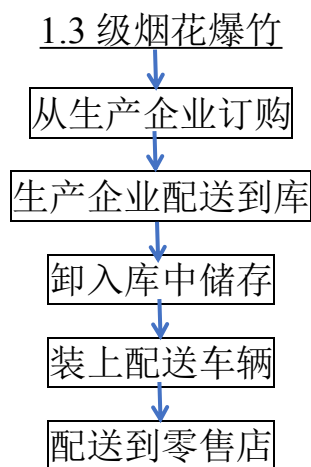 1.3 级烟花爆竹
从生产企业订购
生产企业配送到库
卸入库中储存
装上配送车辆
配送到零售店